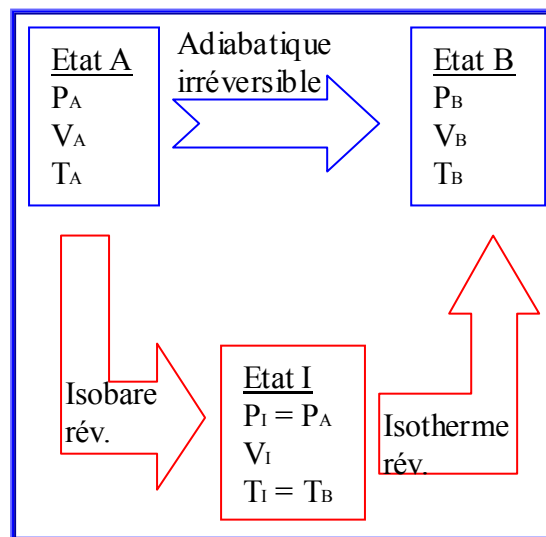 Etat A
PA
VA
TA
Adiabatique
irréversible
Etat B
PB
VB
TB
Isobare
rév.
Etat I
PI = PA
VI
TI = TB
Isotherme
rév.